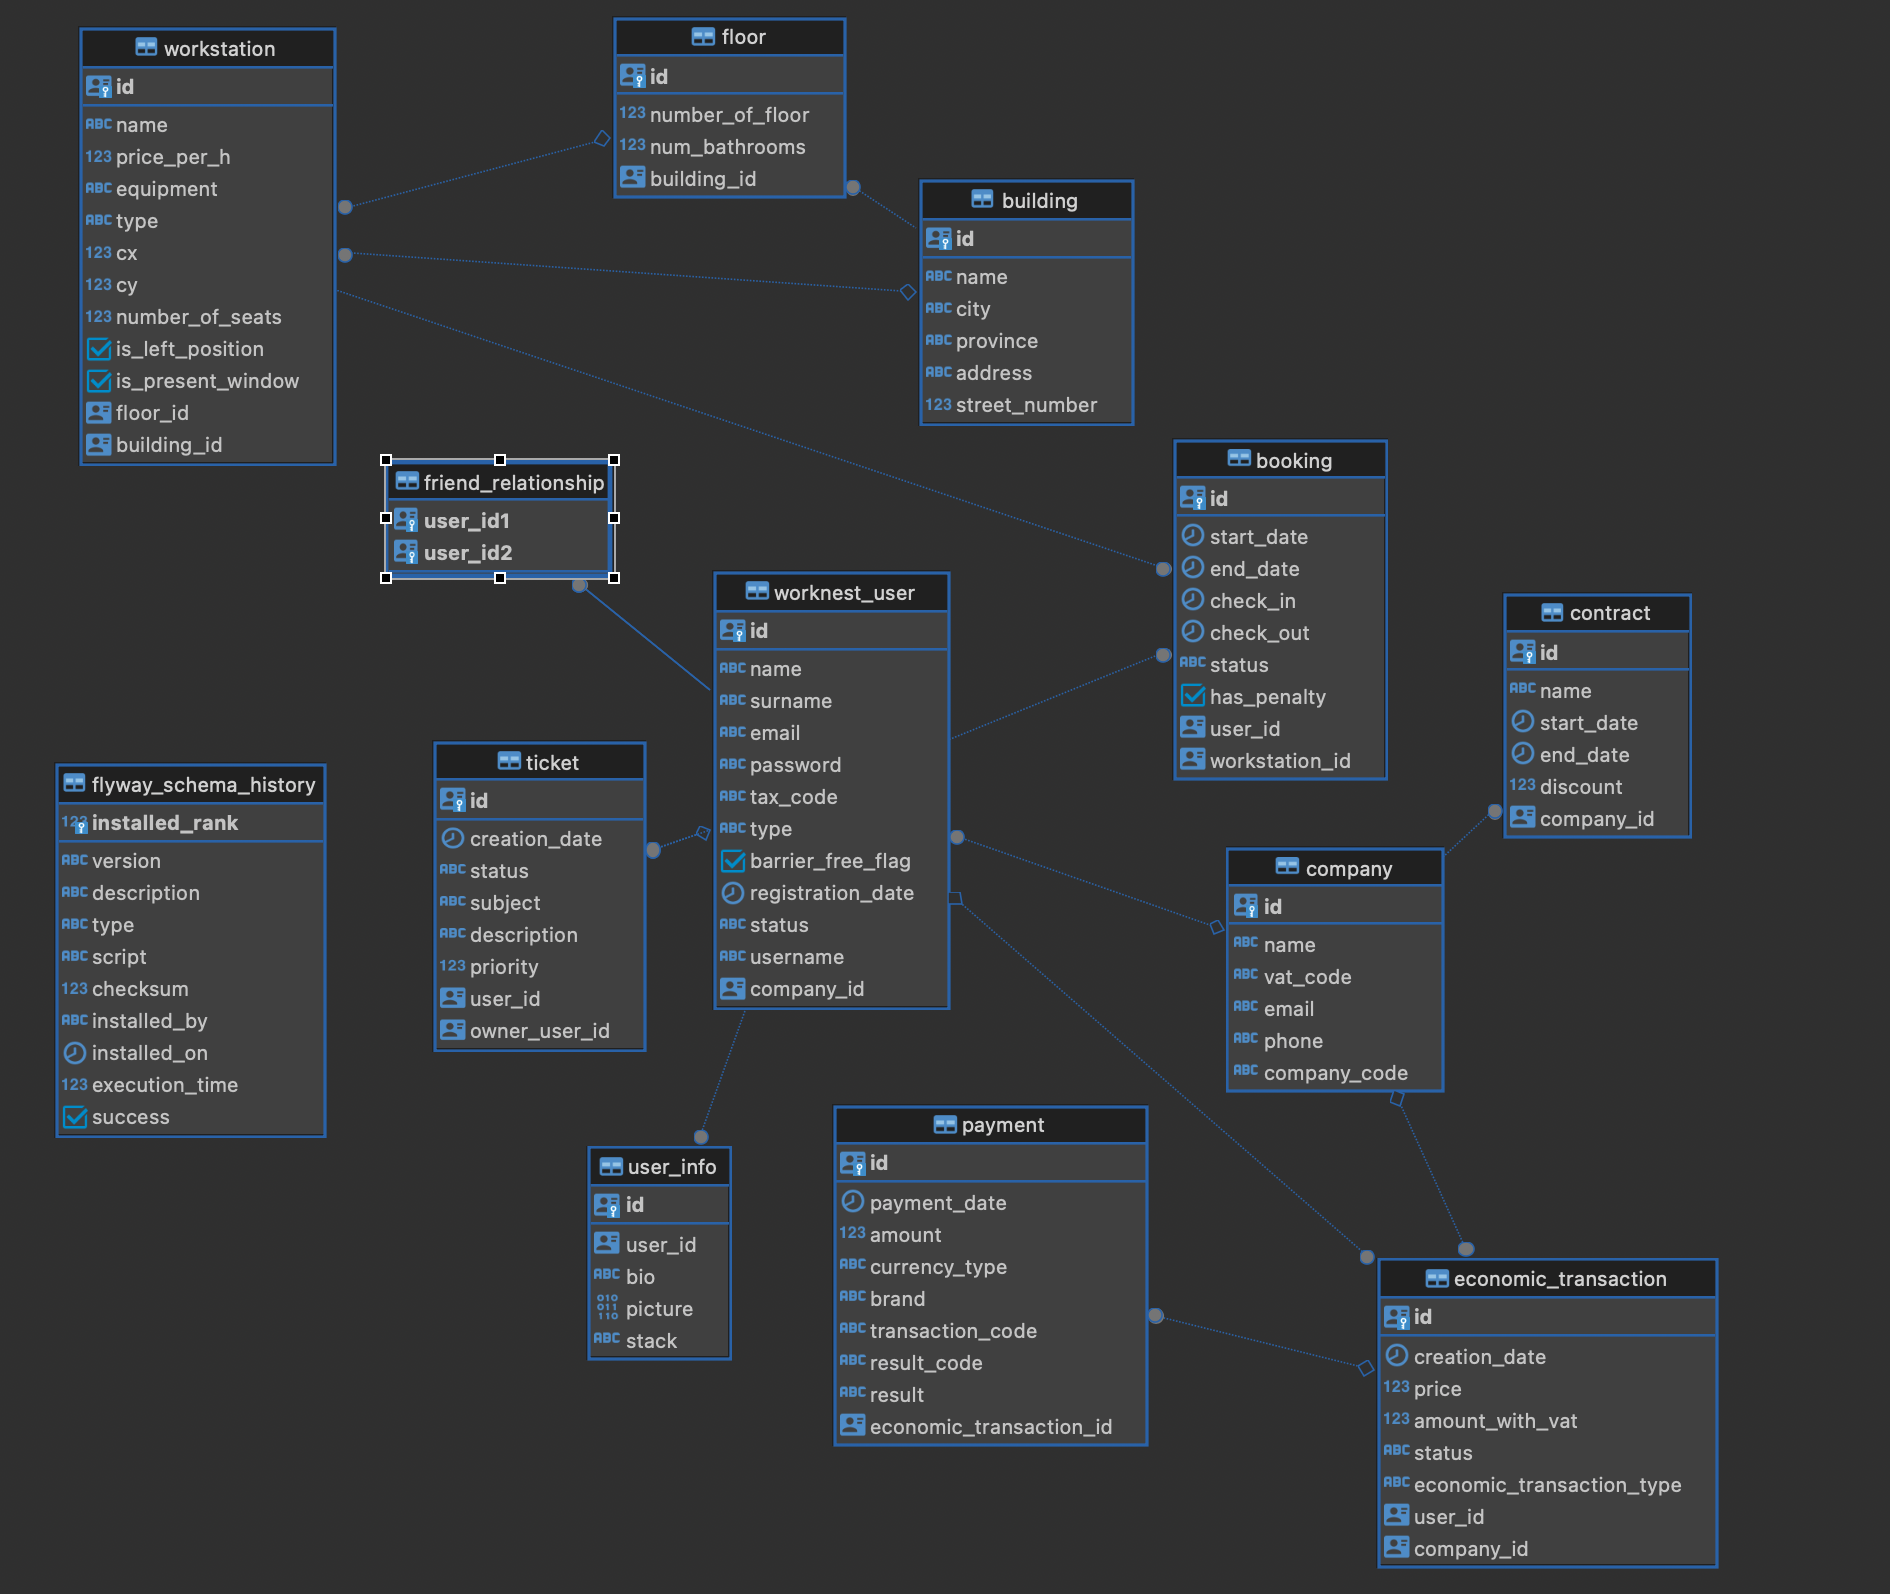 workstation
id
ABC name
123 price_per_h
ABC equipment
ABC type
123 cx
123 cy
123 number_of_seats
is_left_position
is_present_window
floor_id
building_id
floor
id
123 number_of_floor
123 num_bathrooms
building_id
building
id
ABC name
ABC city
ABC province
ABC address
123 street_number
friend_relationship
user_id1
user_id2
booking
id
start_date
end_date
check_in
check_out
ABC status
has_penalty
user_id
workstation_id
worknest_user
id
ABC name
ABC surname
ABC email
ABC password
ABC tax_code
ABC type
barrier_free_flag
registration_date
ABC status
ABC username
company_id
contract
id
ABC name
start_date
end_date
123 discount
company_id
flyway_schema_history
123 installed_rank
ABC version
ABC description
ABC type
ABC script
123 checksum
ABC installed_by
installed_on
123 execution_time
success
ticket
id
creation_date
ABC status
ABC subject
ABC description
123 priority
user_id
owner_user_id
company
id
ABC name
ABC vat_code
ABC email
ABC phone
ABC company_code
user_info
id
user_id
ABC bio
010 011 110 picture
ABC stack
payment
id
payment_date
123 amount
ABC currency_type
ABC brand
ABC transaction_code
ABC result_code
ABC result
economic_transaction_id
economic_transaction
id
creation_date
123 price
123 amount_with_vat
ABC status
ABC economic_transaction_type
user_id
company_id